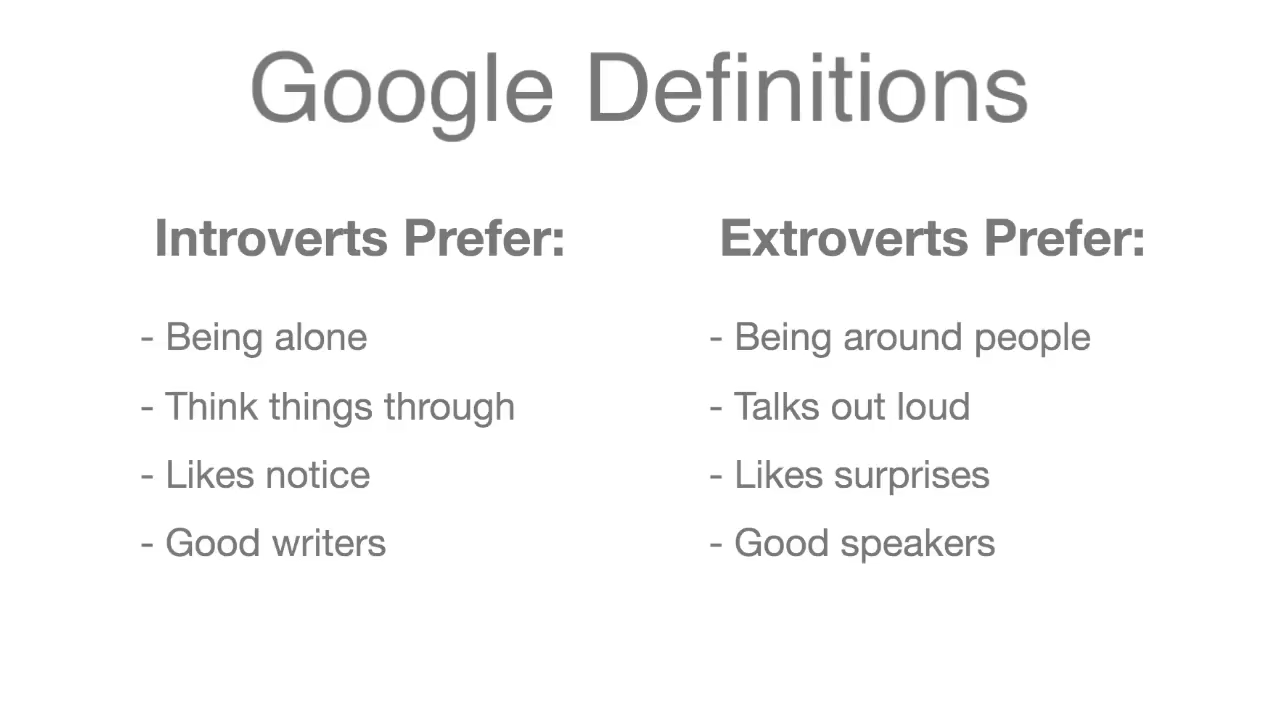 Google Definitions
Introverts Prefer:
- Being alone
- Think things through
- Likes notice
- Good writers
Extroverts Prefer:
- Being around people
- Talks out loud
- Likes surprises
- Good speakers